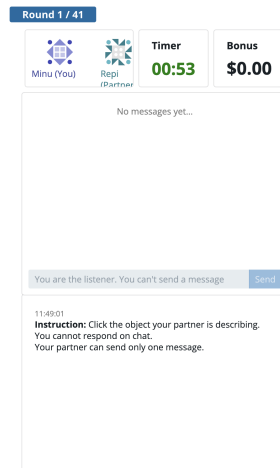 Round 1 / 41
Minu (You)
Repi
(Partner
Timer
00:53
Bonus
$0.00
No messages yet...
You are the listener. You can't send a message
Send
11:49:01
Instruction: Click the object your partner is describing.
You cannot respond on chat.
Your partner can send only one message.